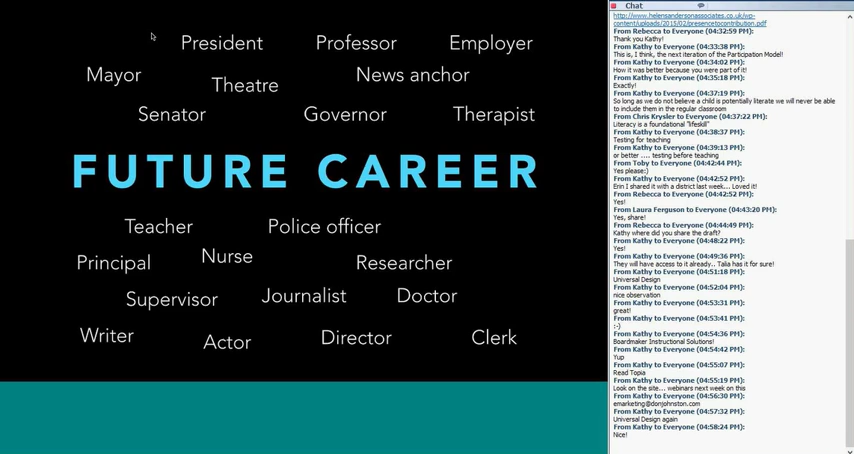 President Professor Employer
Mayor Theatre News anchor
Senator Governor Therapist
FUTURE CAREER
Teacher Police officer
Principal Nurse Researcher
Supervisor Journalist Doctor
Writer Actor Director Clerk
Chat
http://www.helensandersonassociates.co.uk/wp-
content/uploads/2015/02/presencetocontribution.pdf
From Rebecca to Everyone (04:32:59 PM):
Thank you Kathy!
From Kathy to Everyone (04:33:38 PM):
This is, I think, the next iteration of the Participation Model!
From Kathy to Everyone (04:34:02 PM):
How it was better because you were part of it!
From Kathy to Everyone (04:35:18 PM):
Exactly!
From Kathy to Everyone (04:37:19 PM):
So long as we do not believe a child is potentially literate we will never be able
to include them in the regular classroom
From Chris Krysler to Everyone (04:37:22 PM):
Literacy is a foundational "lifeskill"
From Kathy to Everyone (04:38:37 PM):
Testing for teaching
From Kathy to Everyone (04:39:13 PM):
or better .... testing before teaching
From Toby to Everyone (04:42:44 PM):
Yes please:)
From Kathy to Everyone (04:42:52 PM):
Erin I shared it with a district last week... Loved it!
From Rebecca to Everyone (04:42:52 PM):
Yes!
From Laura Ferguson to Everyone (04:43:20 PM):
Yes, share!
From Rebecca to Everyone (04:44:49 PM):
Kathy where did you share the draft?
From Kathy to Everyone (04:48:22 PM):
Yes!
From Kathy to Everyone (04:49:36 PM):
They will have access to it already.. Talia has it for sure!
From Kathy to Everyone (04:51:18 PM):
Universal Design
From Kathy to Everyone (04:52:04 PM):
nice observation
From Kathy to Everyone (04:53:31 PM):
great!
From Kathy to Everyone (04:53:41 PM):
:-)
From Kathy to Everyone (04:54:36 PM):
Boardmaker Instructional Solutions!
From Kathy to Everyone (04:54:42 PM):
Yup
From Kathy to Everyone (04:55:07 PM):
Read Topia
From Kathy to Everyone (04:55:19 PM):
Look on the site... webinars next week on this
From Kathy to Everyone (04:56:30 PM):
emarketing@donjohnston.com
From Kathy to Everyone (04:57:32 PM):
Universal Design again
From Kathy to Everyone (04:58:24 PM):
Nice!